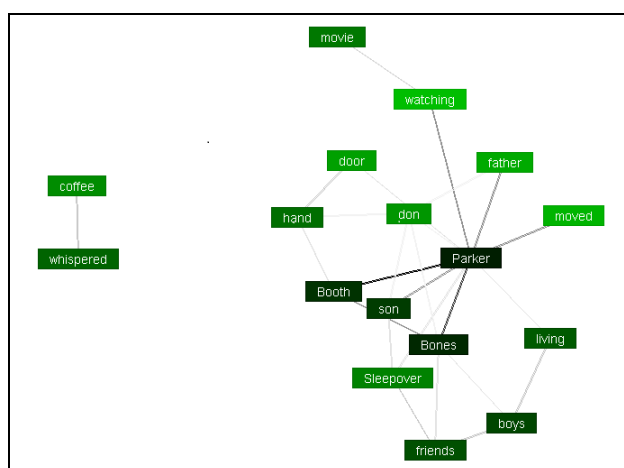 movie
watching
door
father
coffee
don
hand
moved
whispered
Parker
Booth
son
living
Bones
Sleepover
boys
friends